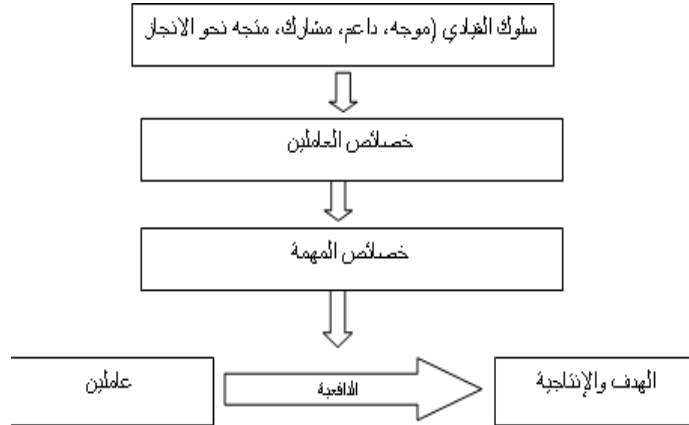 سلوك القيادي (موجه، داعم، مشارك، متجه نحو الانجاز
خصائص العاملين
خصائص المهمة
عاملين
الدافعية
الهدف والإنتاجية